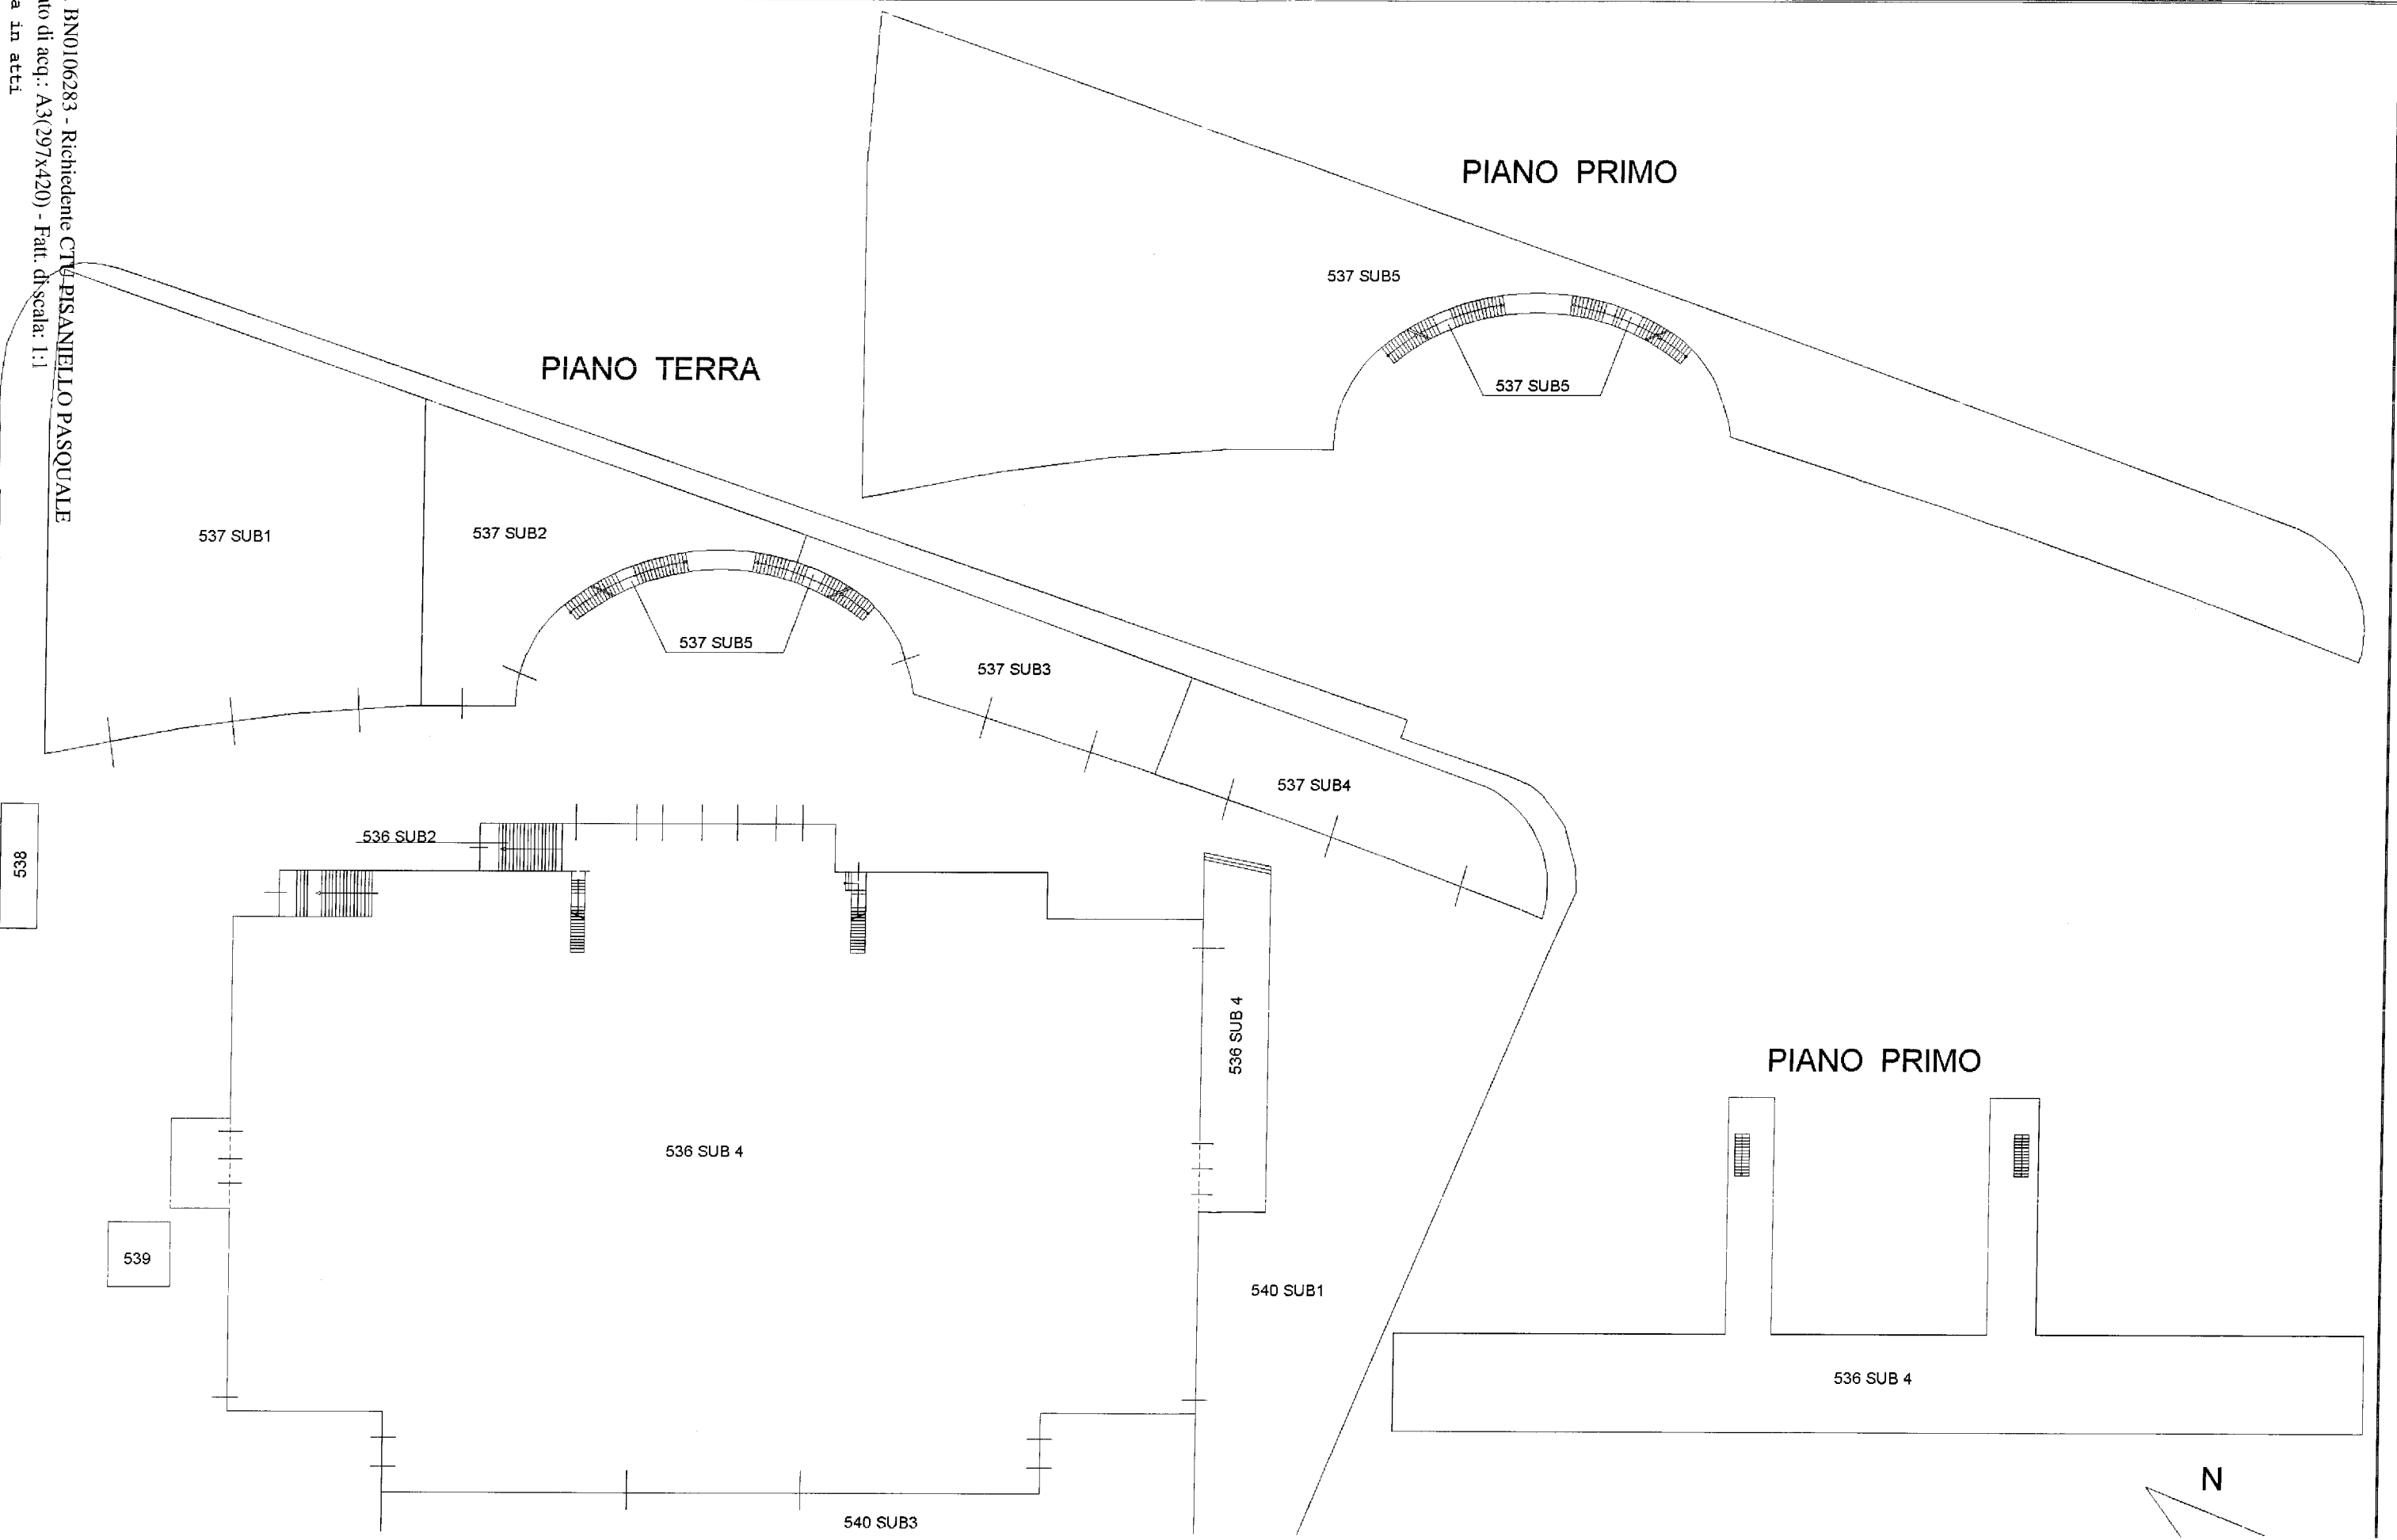 . BN0106283 - Richiedente CTU PISANIELLO PASQUALE
ato di acq.: A3(297x420) - Fatt. di scala: 1:1
a in atti
PIANO PRIMO
537 SUB5
537 SUB5
PIANO TERRA
537 SUB1
537 SUB2
537 SUB5
537 SUB3
537 SUB4
538
536 SUB2
536 SUB 4
536 SUB 4
539
540 SUB1
540 SUB3
PIANO PRIMO
536 SUB 4
N